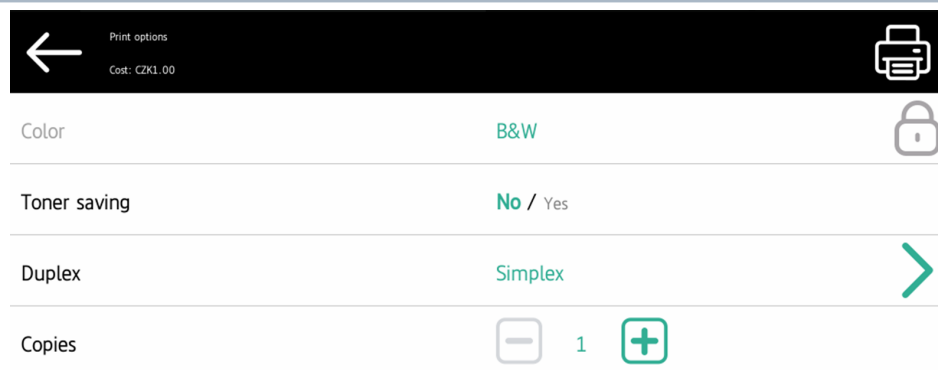 Print options
Cost: CZK1.00
Color B&W
Toner saving No / Yes
Duplex Simplex
Copies 1